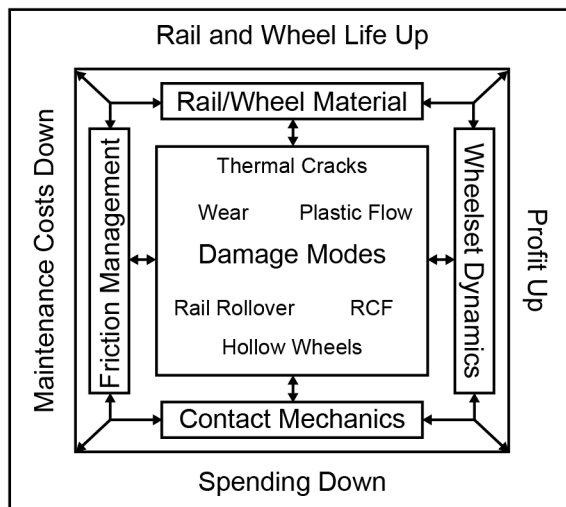 Rail and Wheel Life Up
Rail/Wheel Material
Maintenance Costs Down
Friction Management
Thermal Cracks
Wear
Plastic Flow
Damage Modes
Rail Rollover
RCF
Hollow Wheels
Wheelset Dynamics
Profit Up
Contact Mechanics
Spending Down